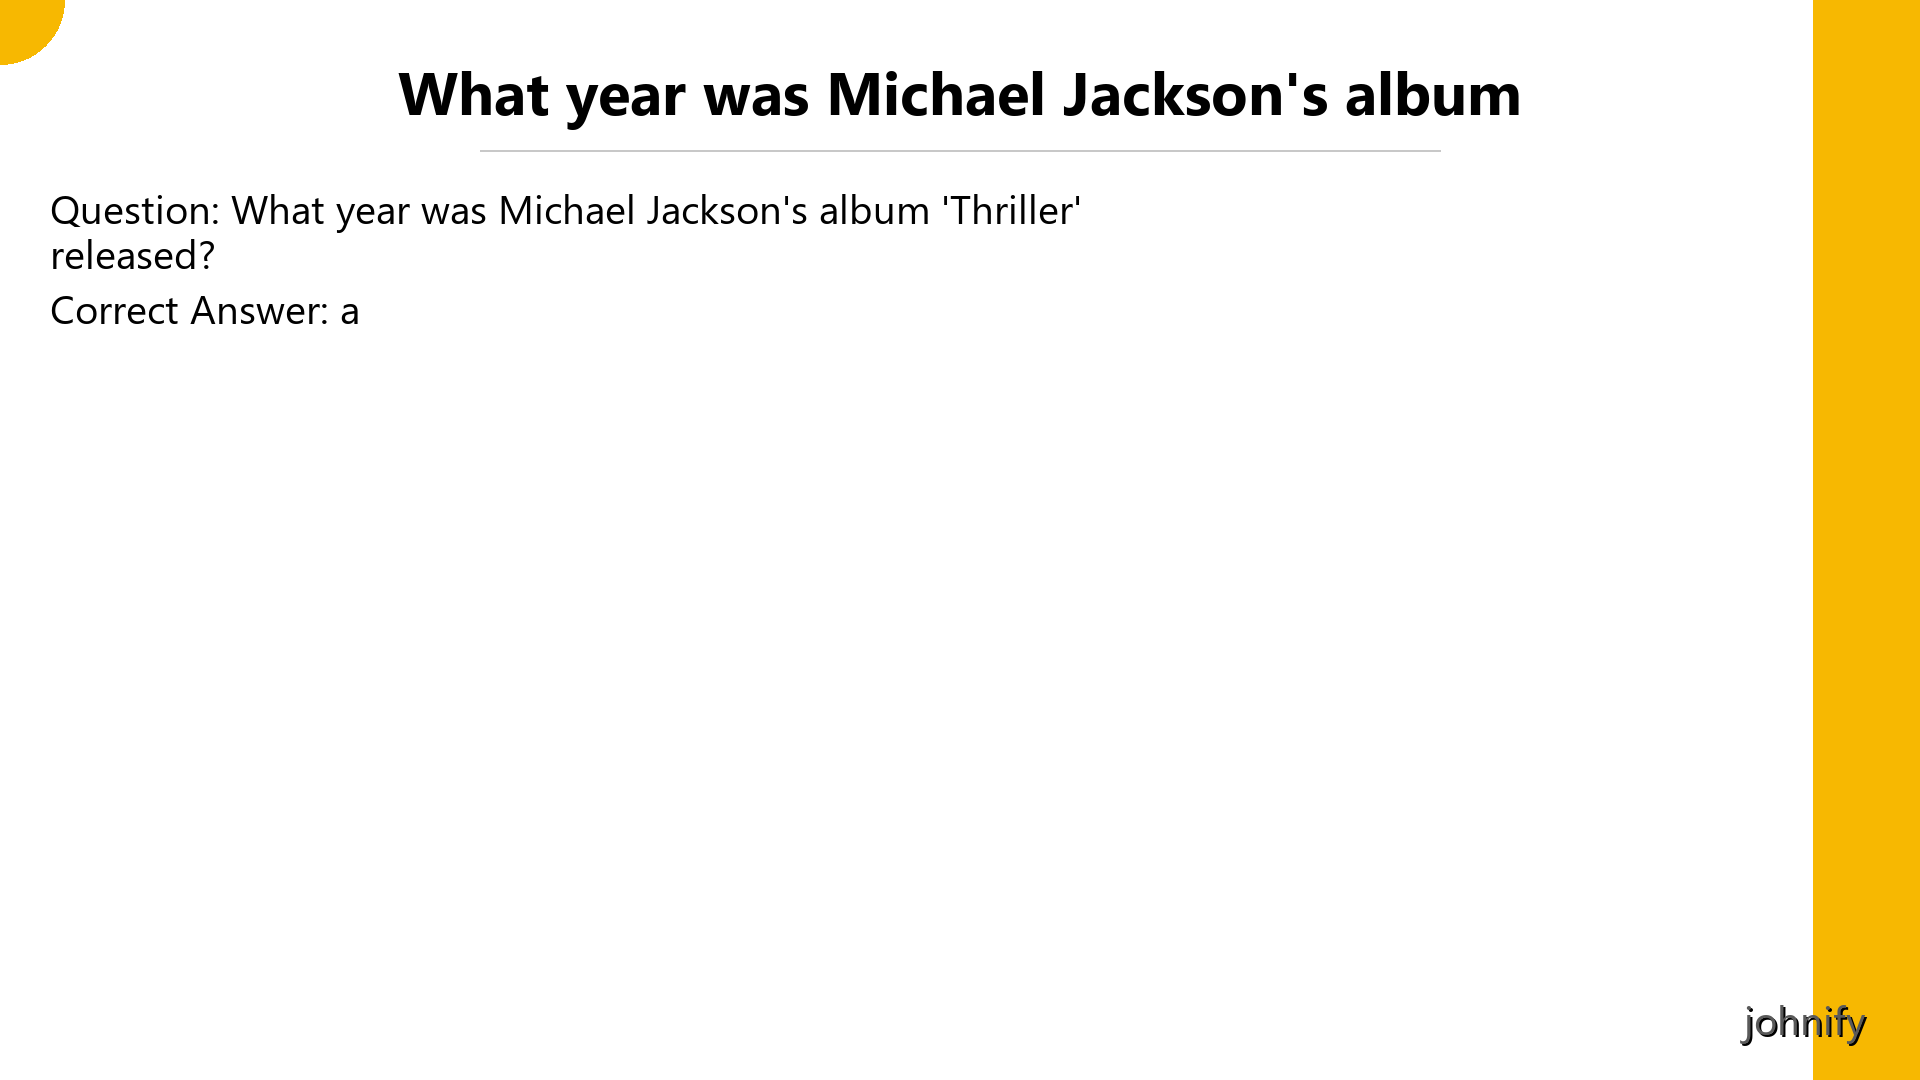 What year was Michael Jackson's album
Question: What year was Michael Jackson's album 'Thriller'
released?
Correct Answer: a
johnify